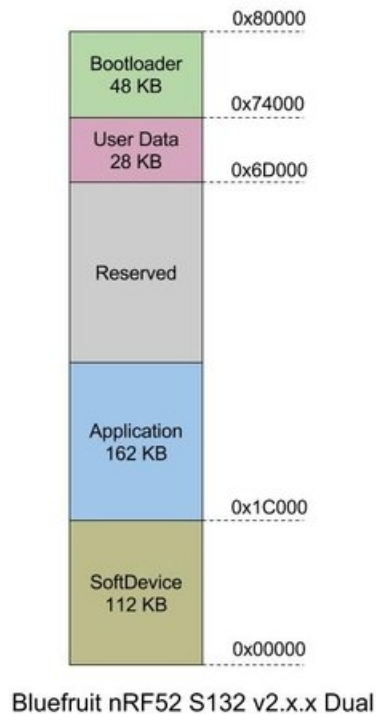 0x80000
Bootloader
48 KB
0x74000
User Data
28 KB
0x6D000
Reserved
Application
162 KB
0x1C000
SoftDevice
112 KB
0x00000
Bluefruit nRF52 S132 v2.x.x Dual